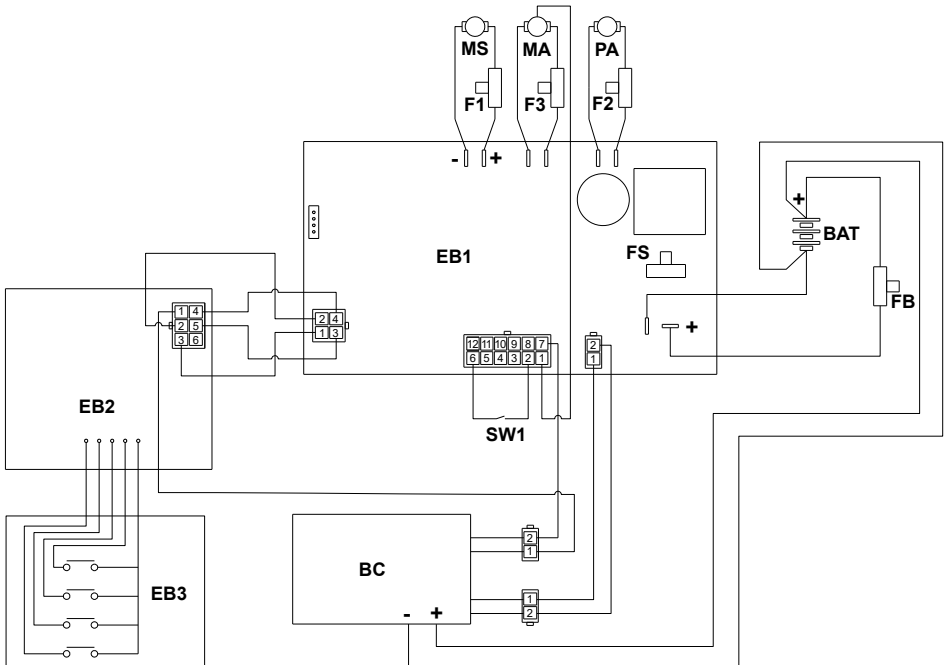 MS MA PA
F1 F3 F2
- +
+
BAT
EB1 FS
FB
+
1 4
2 5
3 6
2 4
1 3
12 11 10 9 8 7
6 5 4 3 2 1
2
1
EB2
SW1
2
1
BC
EB3
1
2
- +